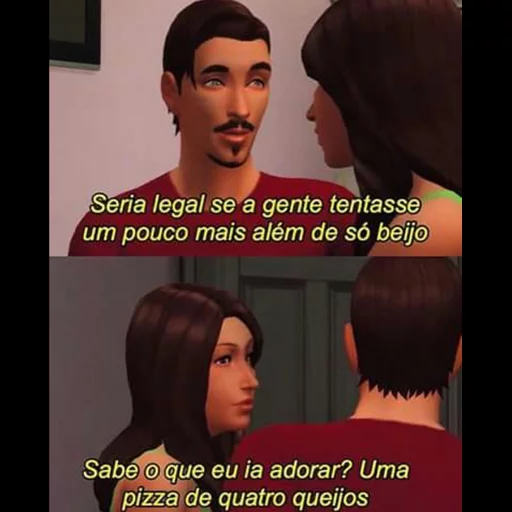 Seria legal se a gente tentasse
um pouco mais além de só beijo
Sabe o que eu ia adorar? Uma
pizza de quatro queijos